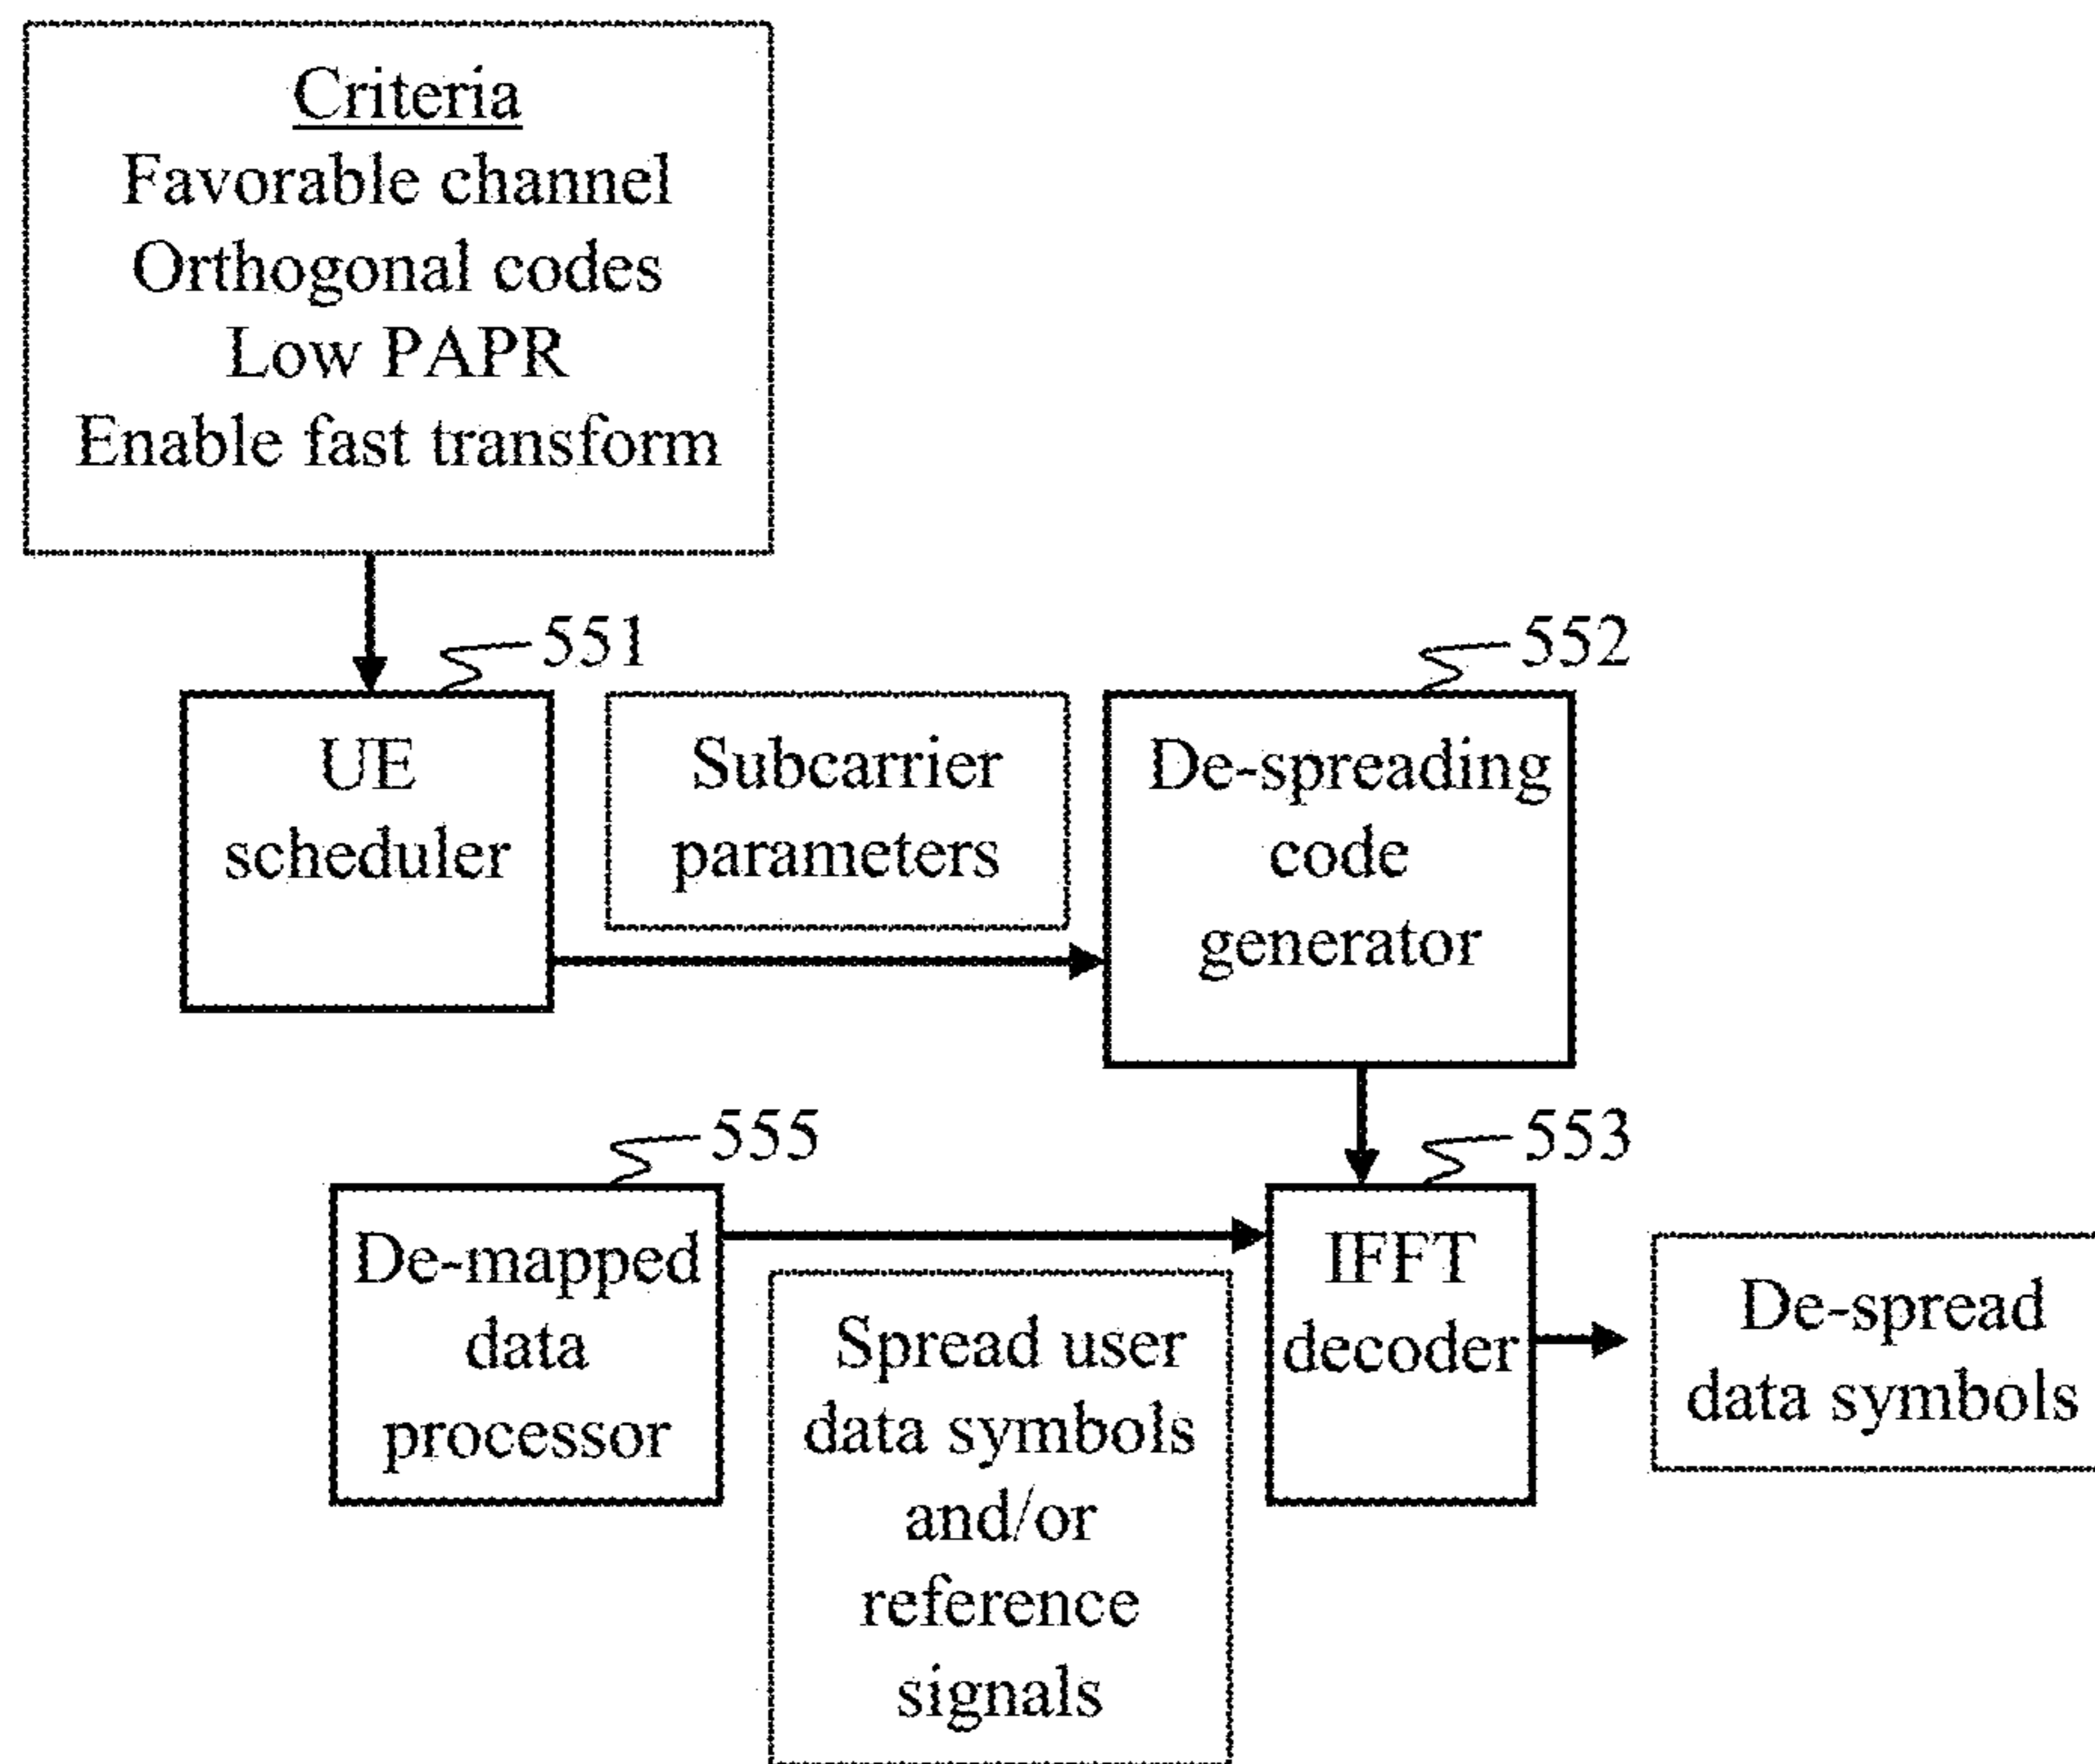 Criteria
Favorable channel
Orthogonal codes
Low PAPR
Enable fast transform
551
552
UE
scheduler
Subcarrier
parameters
De-spreading
code
generator
555
553
De-mapped
data
processor
Spread user
data symbols
and/or
reference
signals
IFFT
decoder
De-spread
data symbols